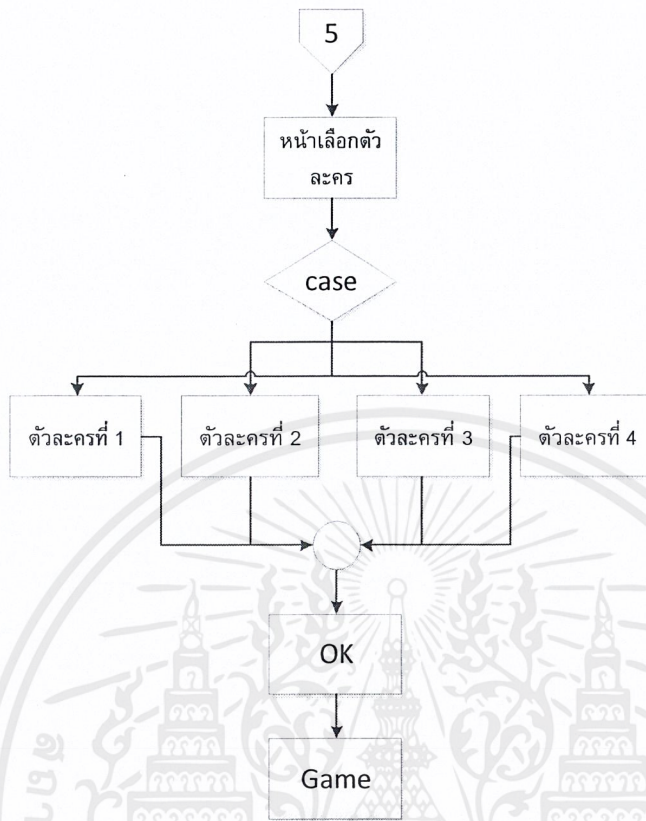 5
หน้าเลือกตัว
ละคร
case
ตัวละครที่ 1
ตัวละครที่ 2
ตัวละครที่ 3
ตัวละครที่ 4
OK
Game